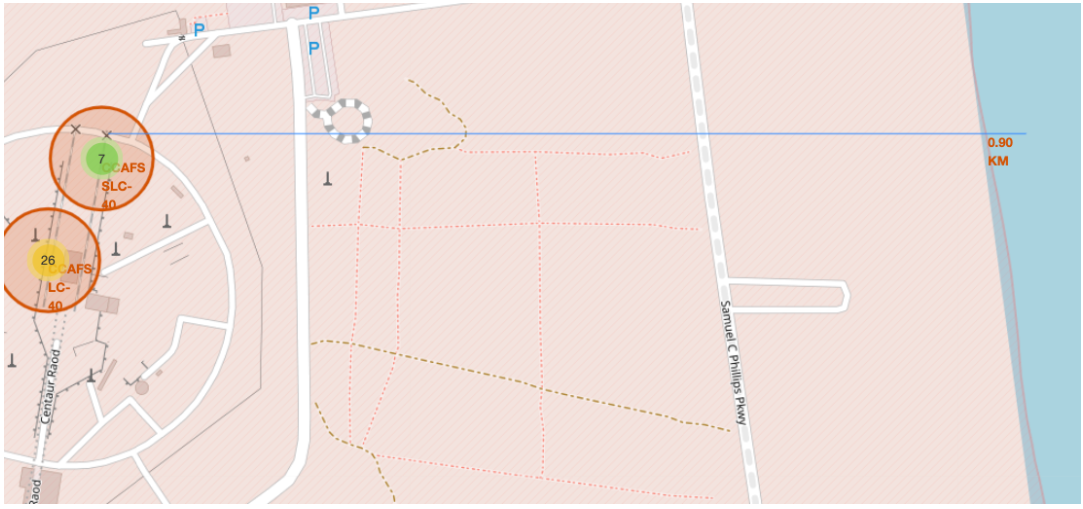 P
P
P
0.90
KM
7
CCAFS
SLC-
40
26
CCAFS
LC-
40
Samuel C Phillips Pkwy
Centaur Raod
Raod